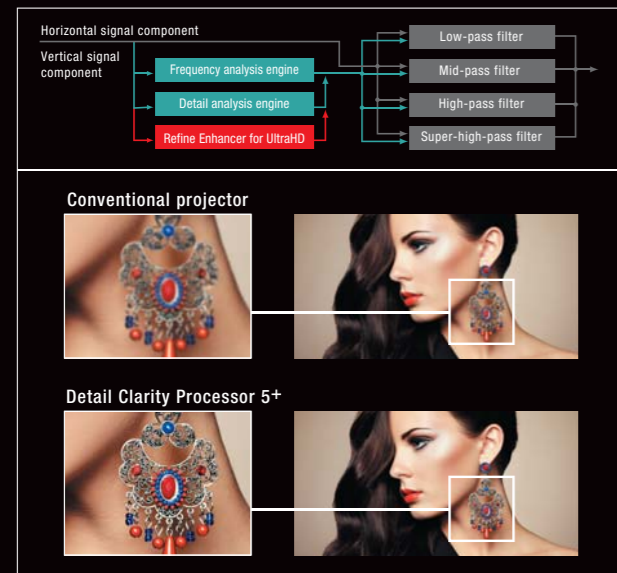 Horizontal signal component
Vertical signal
component
Frequency analysis engine
Detail analysis engine
Refine Enhancer for UltraHD
Low-pass filter
Mid-pass filter
High-pass filter
Super-high-pass filter
Conventional projector
Detail Clarity Processor 5+